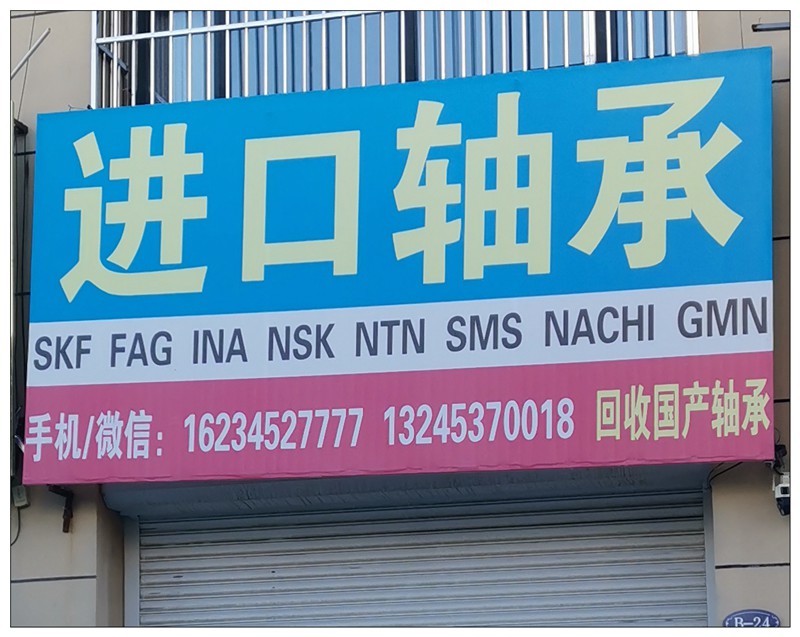 进口轴承
SKF FAG INA NSK NTN SMS NACHI GMN
手机/微信：16234527777 13245370018 回收国产轴承
B-24